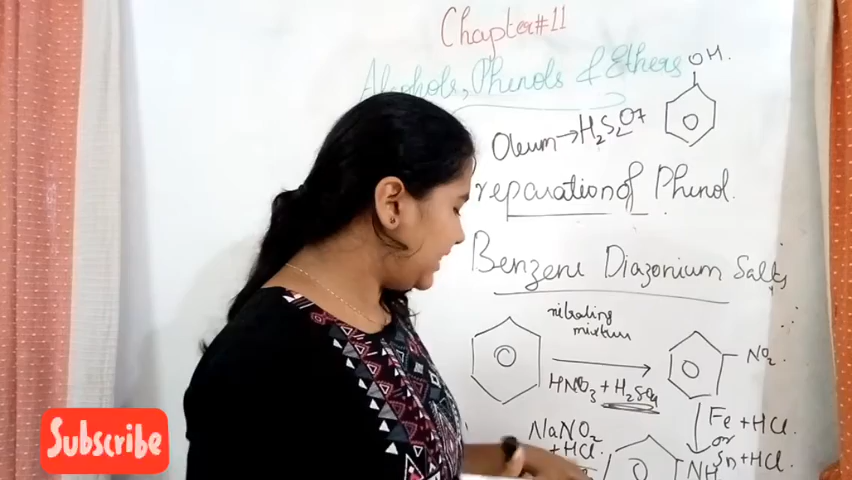 Chapter#11
Alcohols, Phenols & Ethers
OH.
Oleum→H2S2O7
reparation of Phenol.
Benzene Diazonium Salts
nitrating
mixture
HNO3 + H2SO4
NO2
Fe + HCl.
or
Sn + HCl.
NaNO2
+ HCl.
NH
Subscribe